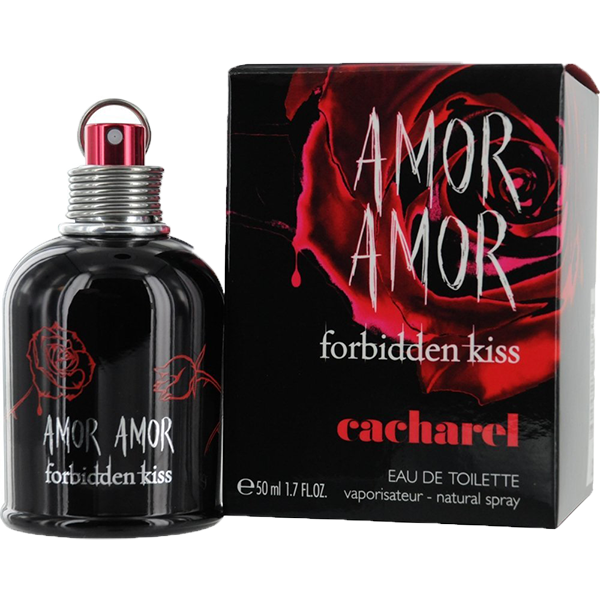 AMOR AMOR
forbidden kiss
AMOR
AMOR
forbidden kiss
cacharel
EAU DE TOILETTE
℮ 50 ml 1.7 FL.OZ.
vaporisateur - natural spray